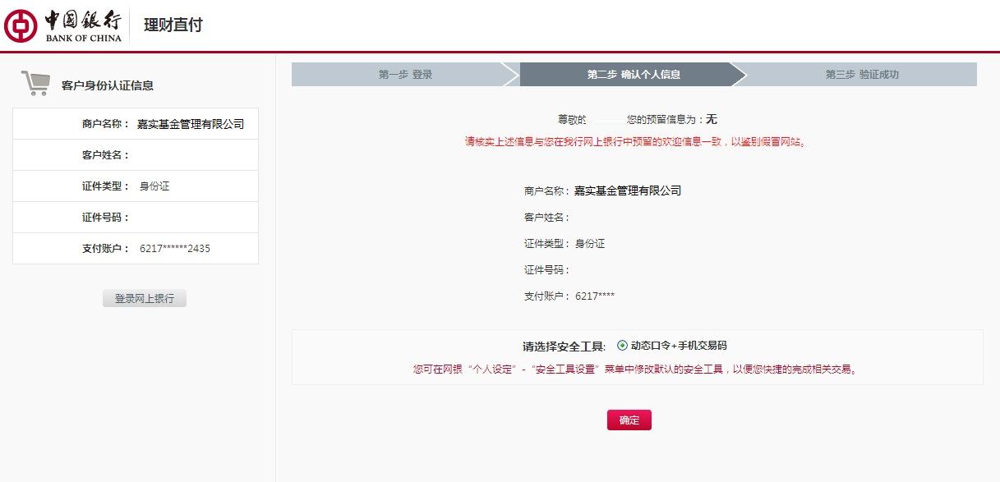 中国银行
BANK OF CHINA
理财直付
客户身份认证信息
商户名称： 嘉实基金管理有限公司
客户姓名：
证件类型： 身份证
证件号码：
支付账户： 6217******2435
登录网上银行
第一步 登录
第二步 确认个人信息
第三步 验证成功
尊敬的 您的预留信息为：无
请核实上述信息与您在我行网上银行中预留的欢迎信息一致，以鉴别假冒网站。
商户名称： 嘉实基金管理有限公司
客户姓名：
证件类型： 身份证
证件号码：
支付账户： 6217****
请选择安全工具: 动态口令+手机交易码
您可在网银“个人设定”-“安全工具设置”菜单中修改默认的安全工具，以便您快捷的完成相关交易。
确定